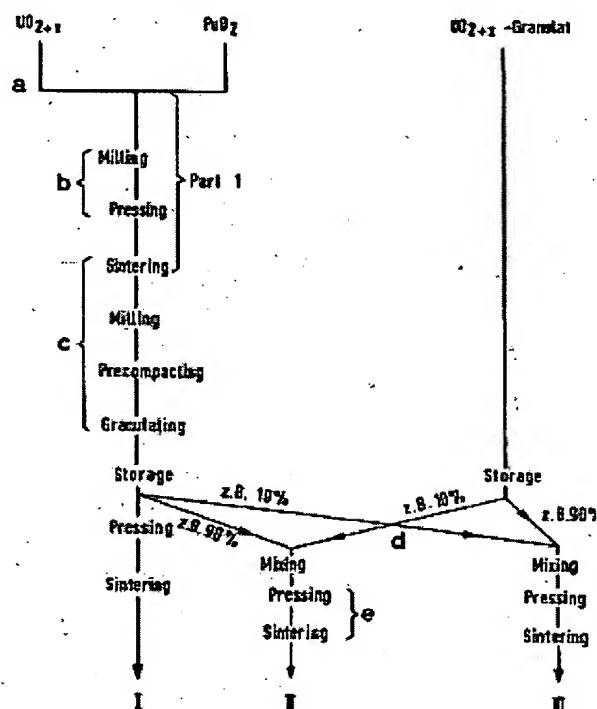 UO2+x PuO2 UO2+x -Granulat
a
Milling
b
Part 1
Pressing
Sintering
Milling
c
Precompacting
Granulating
Storage
Storage
z.B. 10%
z.B. 10%
z.B. 90%
z.B. 90%
Pressing
d
Mixing
Mixing
Sintering
Pressing
e
Sintering
Pressing
Sintering
I II III